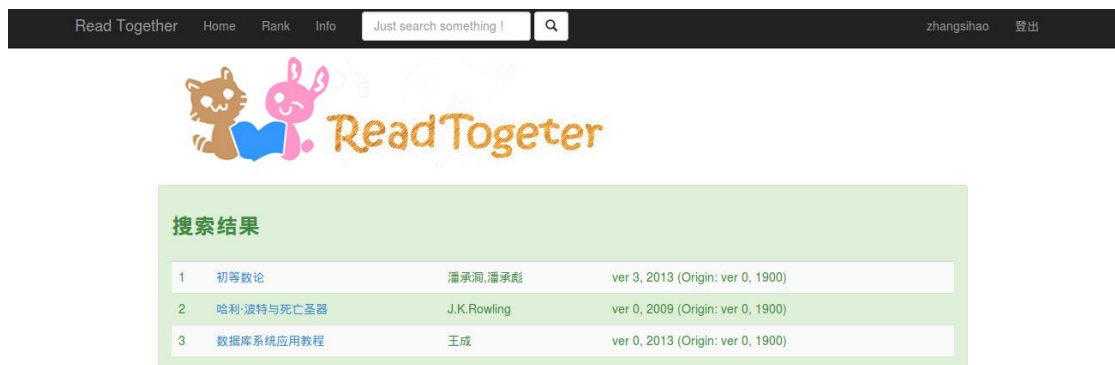 Read Together Home Rank Info Just search something ! zhangsihao 登出
ReadTogeter
搜索结果
1 初等数论 潘承洞,潘承彪 ver 3, 2013 (Origin: ver 0, 1900)
2 哈利·波特与死亡圣器 J.K.Rowling ver 0, 2009 (Origin: ver 0, 1900)
3 数据库系统应用教程 王成 ver 0, 2013 (Origin: ver 0, 1900)